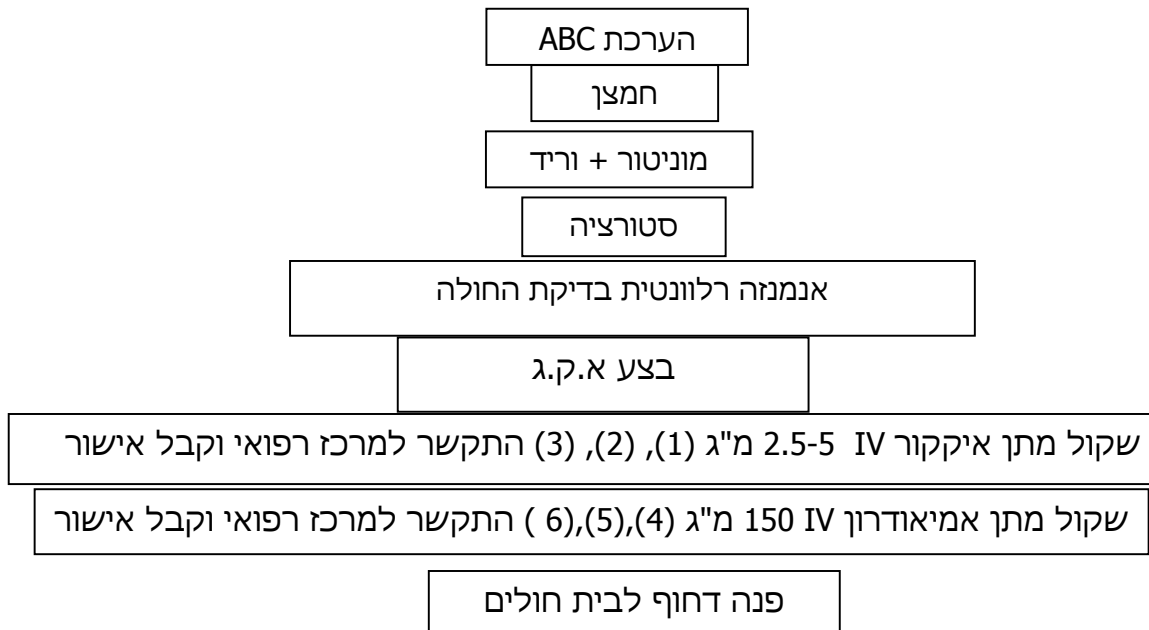 הערכת ABC
חמצן
מוניטור + וריד
סטורציה
אנמנזה רלוונטית בדיקת החולה
בצע א.ק.ג
שקול מתן איקקור IV 2.5-5 מ"ג (1), (2), (3) התקשר למרכז רפואי וקבל אישור
שקול מתן אמיאודרון IV 150 מ"ג (4),(5),(6 ) התקשר למרכז רפואי וקבל אישור
פנה דחוף לבית חולים